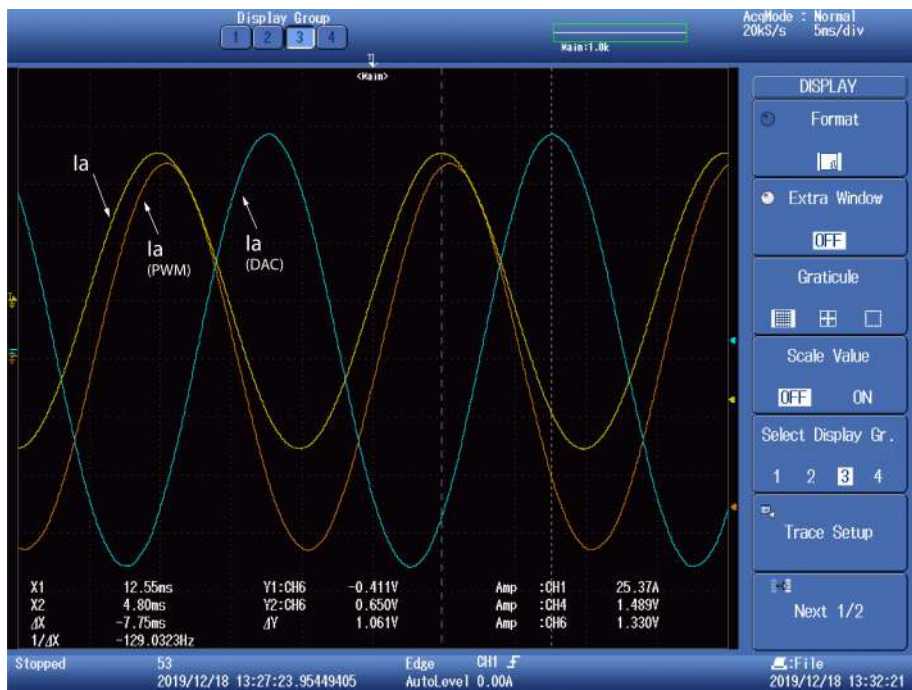 Display Group
1 2 3 4
AcqMode : Normal
20kS/s 5ms/div
Main:1.0k
<Main>
DISPLAY
Format
Extra Window
OFF
Graticule
Scale Value
OFF ON
Select Display Gr.
1 2 3 4
Trace Setup
Next 1/2
Ia
Ia
(PWM)
Ia
(DAC)
X1 12.55ms Y1:CH6 -0.411V Amp :CH1 25.37A
X2 4.80ms Y2:CH6 0.650V Amp :CH4 1.489V
ΔX -7.75ms ΔY 1.061V Amp :CH6 1.330V
1/ΔX -129.0323Hz
Stopped 53 Edge CH1 :File
2019/12/18 13:27:23.95449405 AutoLevel 0.00A 2019/12/18 13:32:21